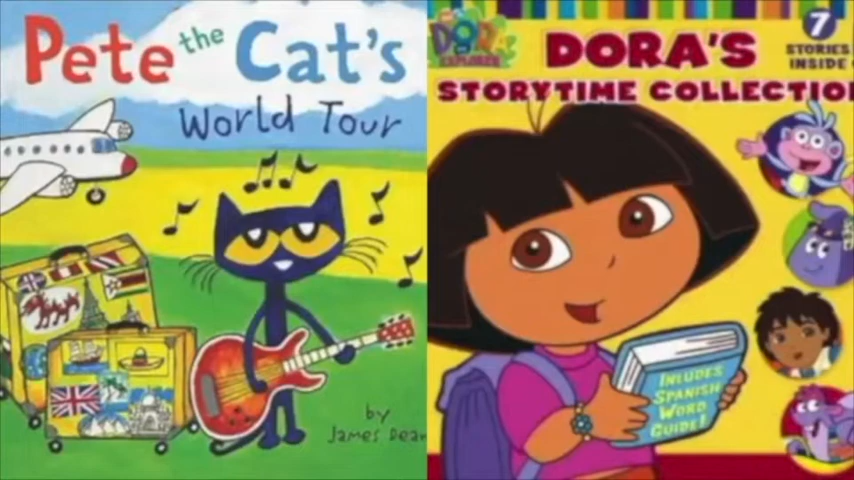 Pete the Cat's
World Tour
by
James Dean
DORA
EXPLORER
DORA'S
STORYTIME COLLECTION
7
STORIES
INSIDE
INCLUDES
SPANISH
WORD
GUIDE!